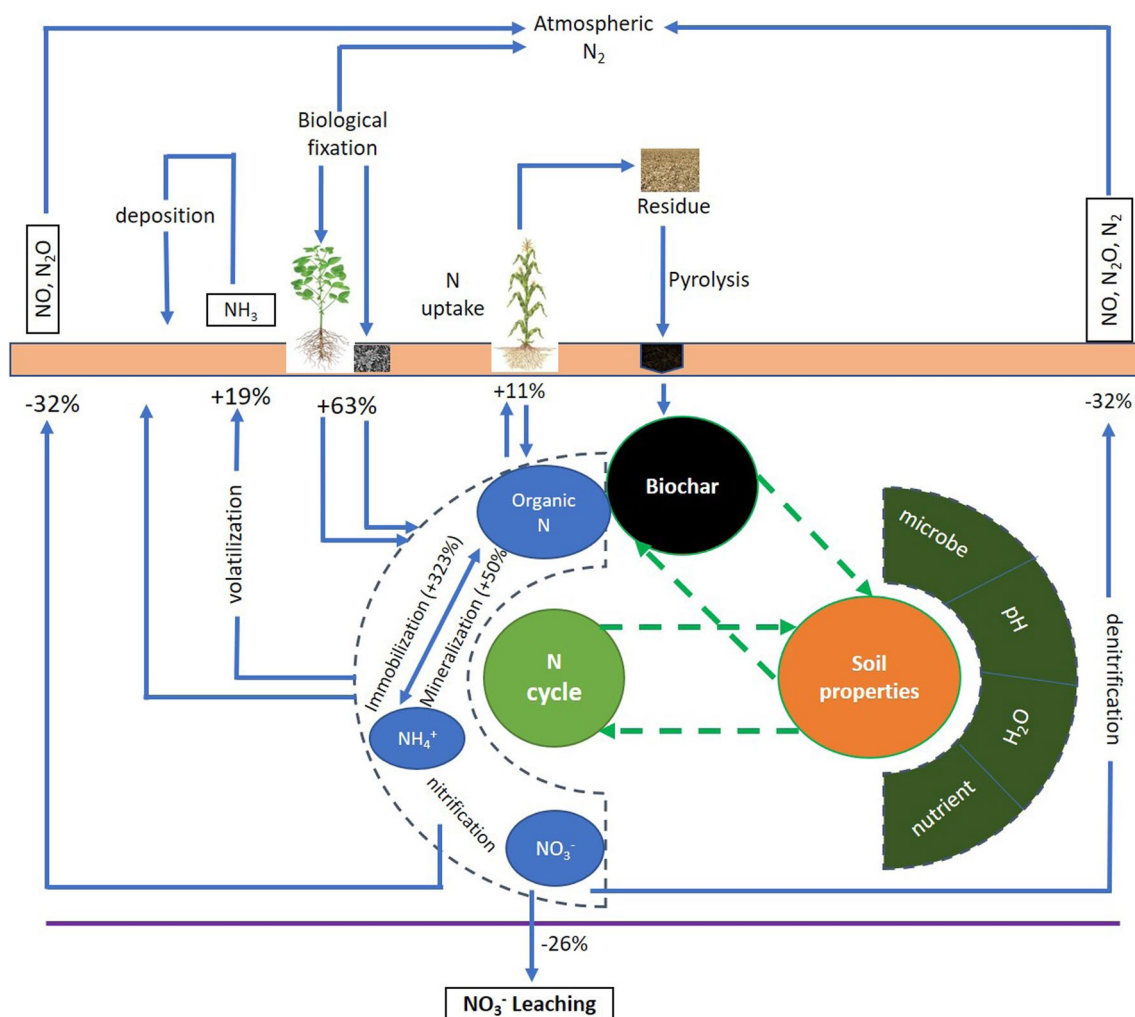 Atmospheric
N₂
Biological
fixation
deposition
NH₃
NO, N₂O
N
uptake
Residue
Pyrolysis
NO, N₂O, N₂
-32%
+19%
+63%
+11%
-32%
volatilization
Organic
N
Biochar
Immobilization (+323%)
Mineralization (+50%
NH₄⁺
nitrification
NO₃⁻
N
cycle
Soil
properties
microbe
pH
H₂O
nutrient
denitrification
-26%
NO₃⁻ Leaching